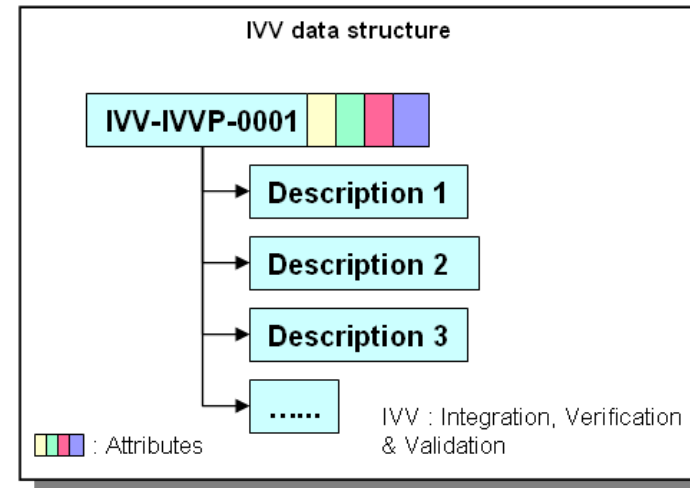 IVV data structure
IVV-IVVP-0001
Description 1
Description 2
Description 3
......
: Attributes
IVV : Integration, Verification
& Validation